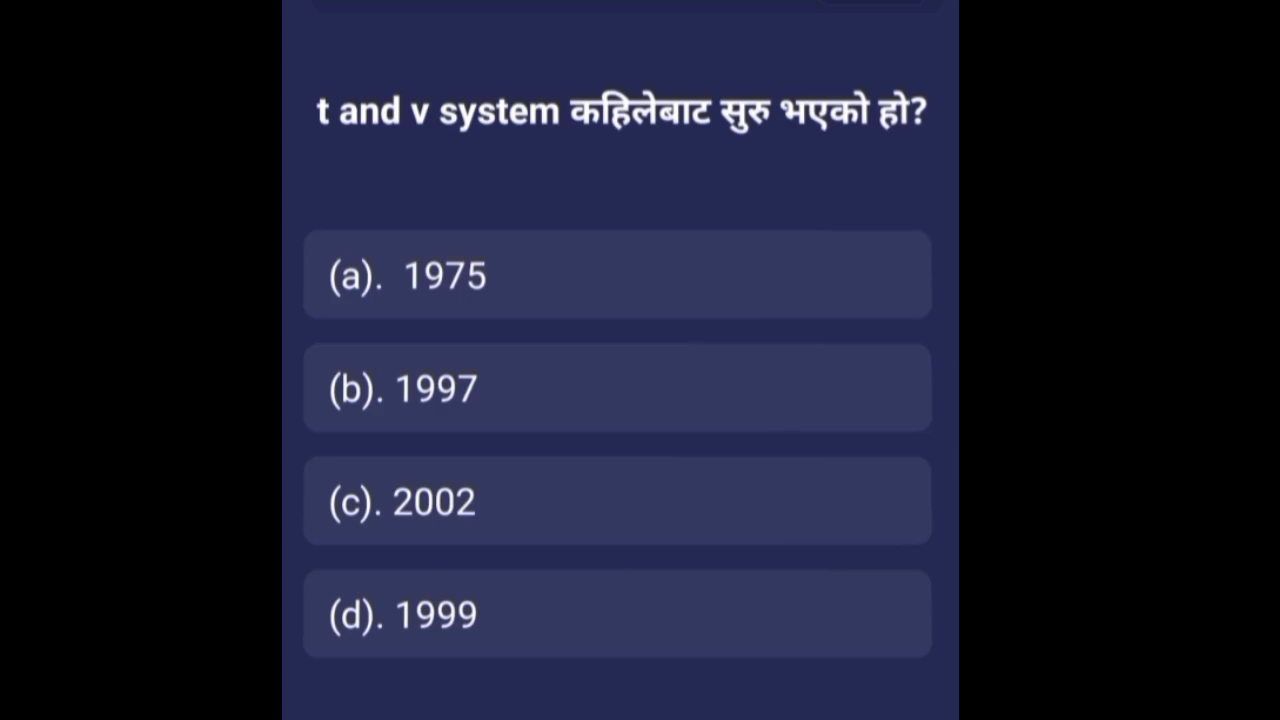 t and v system कहिलेबाट सुरु भएको हो?
(a). 1975
(b). 1997
(c). 2002
(d). 1999